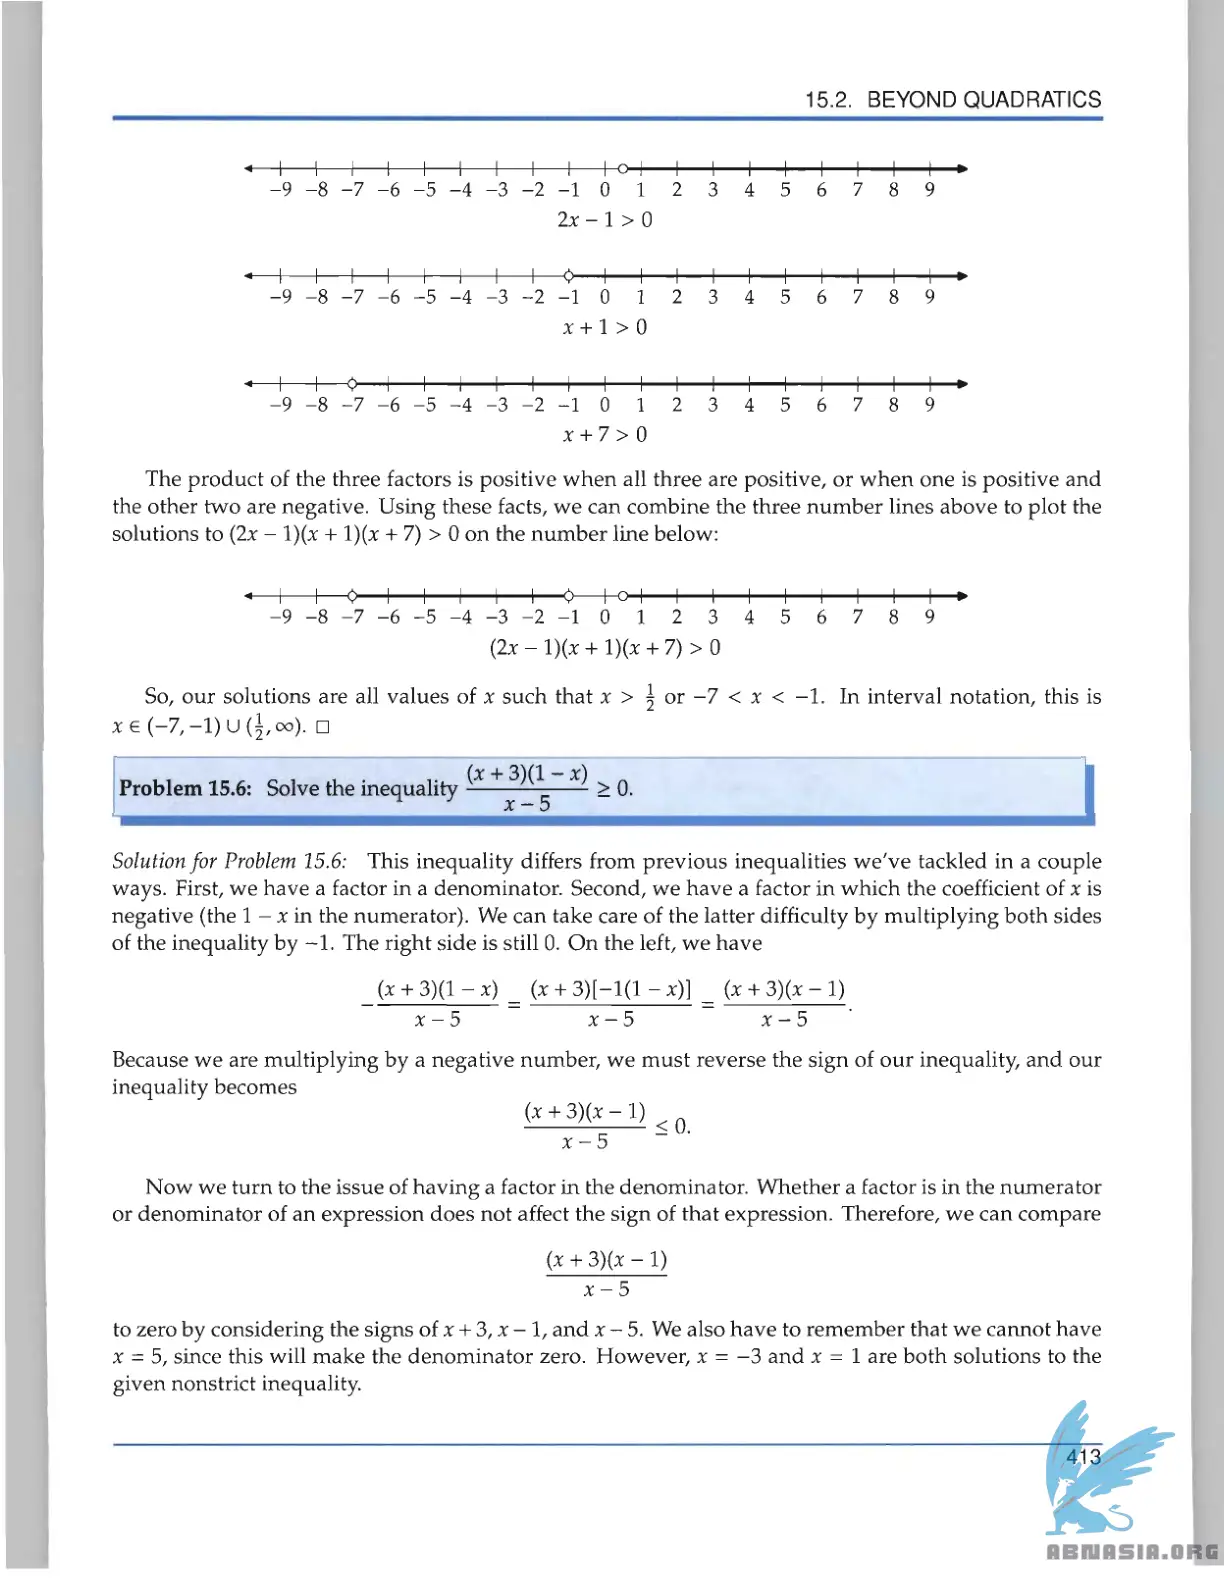 15.2. BEYOND QUADRATICS
−9 −8 −7 −6 −5 −4 −3 −2 −1 0 1 2 3 4 5 6 7 8 9
2x − 1 > 0
−9 −8 −7 −6 −5 −4 −3 −2 −1 0 1 2 3 4 5 6 7 8 9
x + 1 > 0
−9 −8 −7 −6 −5 −4 −3 −2 −1 0 1 2 3 4 5 6 7 8 9
x + 7 > 0
The product of the three factors is positive when all three are positive, or when one is positive and
the other two are negative. Using these facts, we can combine the three number lines above to plot the
solutions to (2x − 1)(x + 1)(x + 7) > 0 on the number line below:
−9 −8 −7 −6 −5 −4 −3 −2 −1 0 1 2 3 4 5 6 7 8 9
(2x − 1)(x + 1)(x + 7) > 0
So, our solutions are all values of x such that x > 1/2 or −7 < x < −1. In interval notation, this is
x ∈ (−7, −1) ∪ (1/2, ∞). □
Problem 15.6: Solve the inequality (x + 3)(1 − x)/(x − 5) ≥ 0.
Solution for Problem 15.6: This inequality differs from previous inequalities we've tackled in a couple
ways. First, we have a factor in a denominator. Second, we have a factor in which the coefficient of x is
negative (the 1 − x in the numerator). We can take care of the latter difficulty by multiplying both sides
of the inequality by −1. The right side is still 0. On the left, we have
−(x + 3)(1 − x)/(x − 5) = (x + 3)[−1(1 − x)]/(x − 5) = (x + 3)(x − 1)/(x − 5).
Because we are multiplying by a negative number, we must reverse the sign of our inequality, and our
inequality becomes
(x + 3)(x − 1)/(x − 5) ≤ 0.
Now we turn to the issue of having a factor in the denominator. Whether a factor is in the numerator
or denominator of an expression does not affect the sign of that expression. Therefore, we can compare
(x + 3)(x − 1)/(x − 5)
to zero by considering the signs of x + 3, x − 1, and x − 5. We also have to remember that we cannot have
x = 5, since this will make the denominator zero. However, x = −3 and x = 1 are both solutions to the
given nonstrict inequality.
413
ABNASIA.ORG